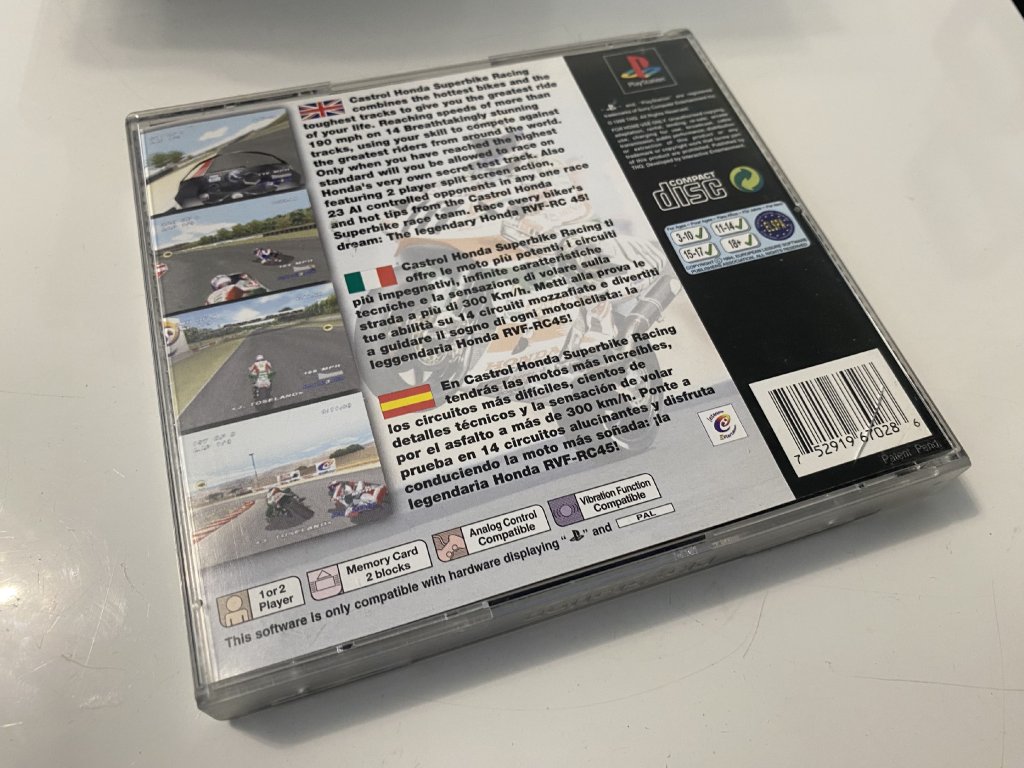 Castrol Honda Superbike Racing
combines the hottest bikes and the
toughest tracks to give you the greatest ride
of your life. Reaching speeds of more than
190 mph on 14 Breathtakingly stunning
tracks, using your skill to compete against
the greatest riders from around the world.
Only when you have reached the highest
standard will you be allowed to race on
Honda's very own secret test track. Also
featuring 2 player split screen action,
23 AI controlled opponents in any one race
and hot tips from the Castrol Honda
Superbike race team. Race every biker's
dream: The legendary Honda RVF-RC 45!
Castrol Honda Superbike Racing ti
offre le moto più potenti, i circuiti
più impegnativi, infinite caratteristiche
tecniche e la sensazione di volare sulla
strada a più di 300 Km/h. Metti alla prova le
tue abilità su 14 circuiti mozzafiato e divertiti
a guidare il sogno di ogni motociclista: la
leggendaria Honda RVF-RC45!
En Castrol Honda Superbike Racing
tendrás las motos más increíbles,
los circuitos más difíciles, cientos de
detalles técnicos y la sensación de volar
por el asfalto a más de 300 km/h. Ponte a
prueba en 14 circuitos alucinantes y disfruta
conduciendo la moto más soñada: ¡la
legendaria Honda RVF-RC45!
1 or 2
Player
Memory Card
2 blocks
Analog Control
Compatible
Vibration Function
Compatible
This software is only compatible with hardware displaying " " and PAL
PlayStation
COMPACT
disc
3-10
11-14
15-17
18+
ELSPA
7 52919 67028 6
Patent Pend.